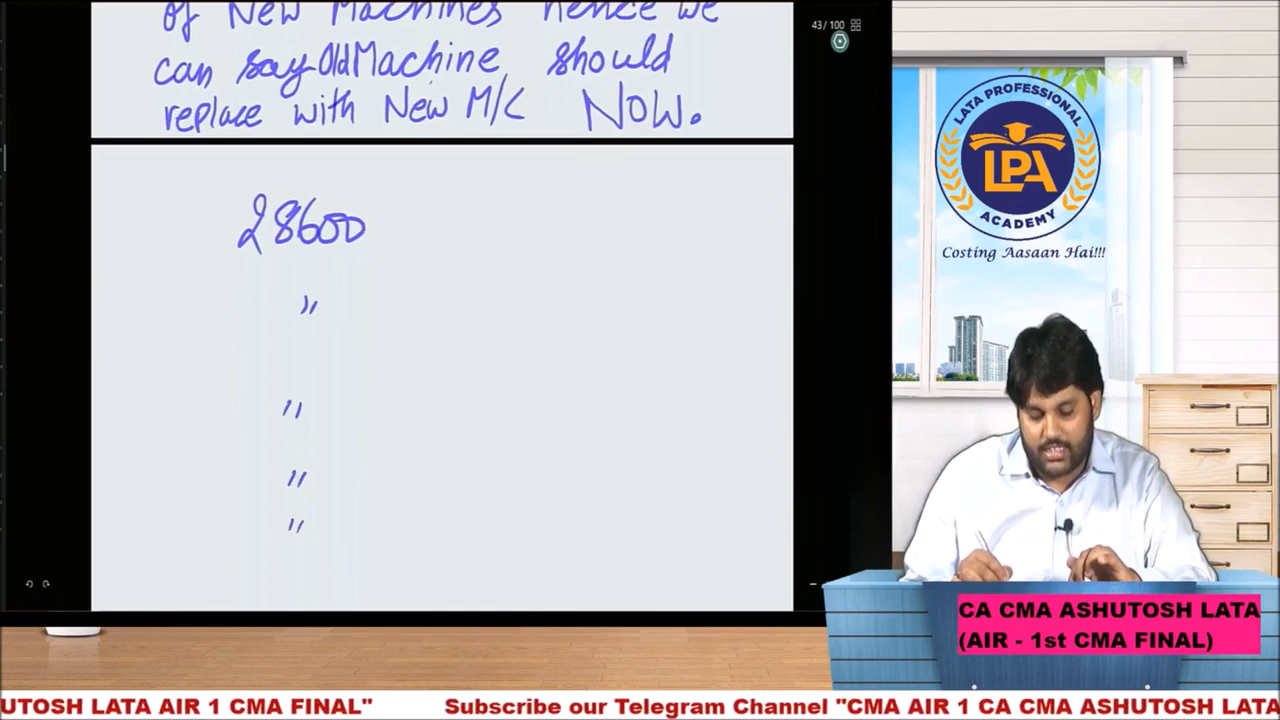 of New Machines hence we
can say Old Machine should
replace with New M/C NOW.
28600
"
"
"
"
43/100
LATA PROFESSIONAL
LPA
ACADEMY
Costing Aasaan Hai!!!
CA CMA ASHUTOSH LATA
(AIR - 1st CMA FINAL)
UTOSH LATA AIR 1 CMA FINAL" Subscribe our Telegram Channel "CMA AIR 1 CA CMA ASHUTOSH LATA